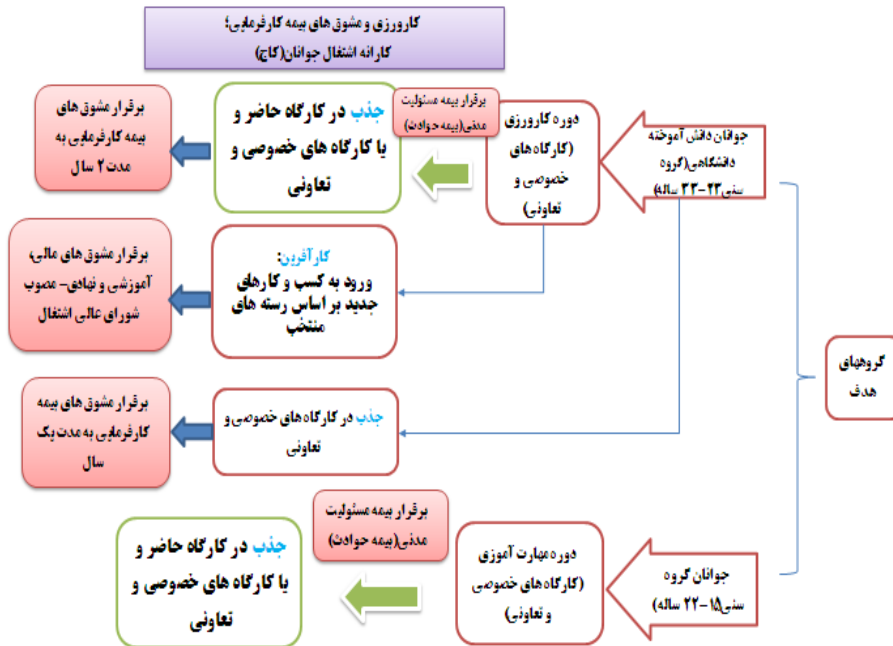 کارورزی و مشوق های بیمه کارفرمایی؛
کارانه اشتغال جوانان(کاج)
جوانان دانش آموخته
دانشگاهی(گروه
سنی۲۳-۳۳ ساله)
دوره کارورزی
(کارگاه های
خصوصی و
تعاونی)
برقرار بیمه مسئولیت
مدنی(بیمه حوادث)
جذب در کارگاه حاضر و
یا کارگاه های خصوصی و
تعاونی
برقرار مشوق های
بیمه کارفرمایی به
مدت ۲ سال
کارآفرین:
ورود به کسب و کارهای
جدید بر اساس رسته های
منتخب
برقرار مشوق های مالی،
آموزشی و نهادی- مصوب
شورای عالی اشتغال
گروههای
هدف
جذب در کارگاه های خصوصی و
تعاونی
برقرار مشوق های بیمه
کارفرمایی به مدت یک
سال
جوانان گروه
سنی(۱۵-۲۲ ساله)
دوره مهارت آموزی
(کارگاه های خصوصی
و تعاونی)
برقرار بیمه مسئولیت
مدنی(بیمه حوادث)
جذب در کارگاه حاضر و
یا کارگاه های خصوصی و
تعاونی